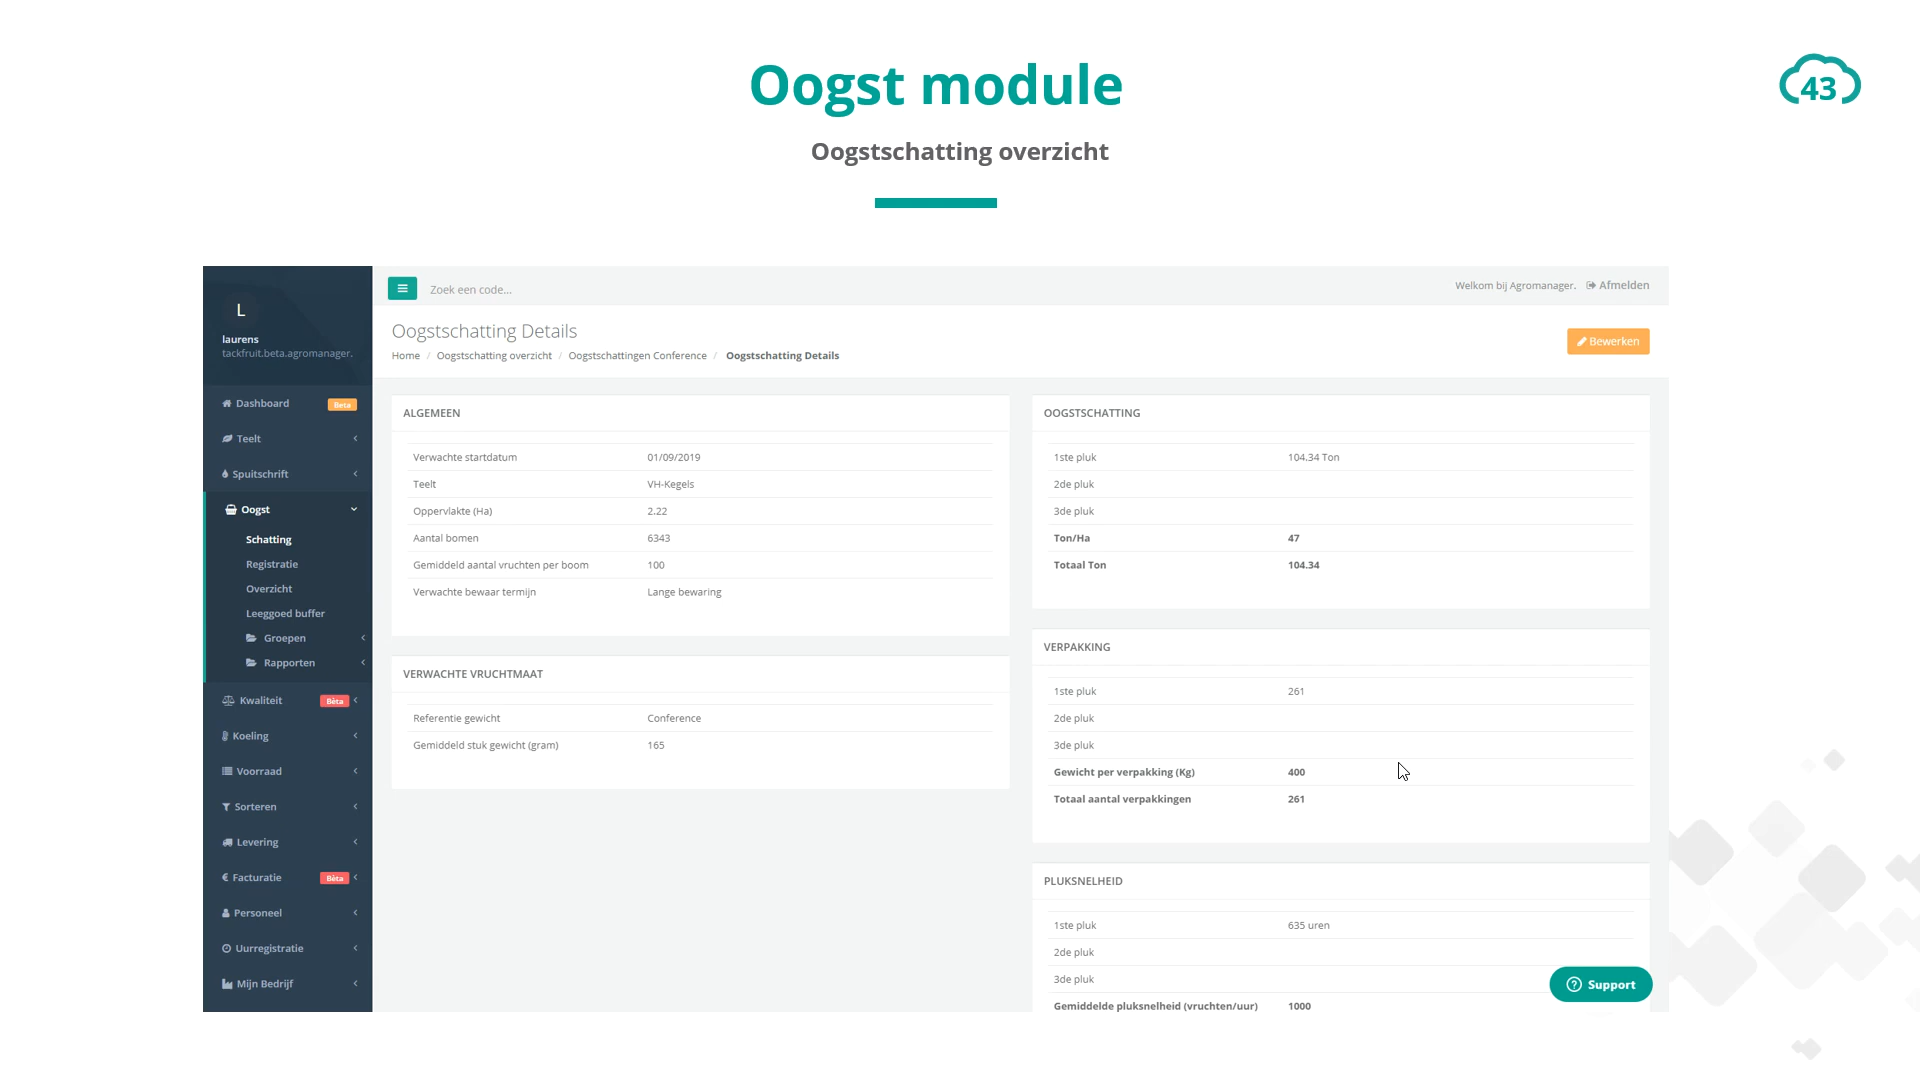 Oogst module
43
Oogstschatting overzicht
L
laurens
tackfruit.beta.agromanager.
Zoek een code...
Welkom bij Agromanager.
Afmelden
Oogstschatting Details
Home / Oogstschatting overzicht / Oogstschattingen Conference / Oogstschatting Details
Bewerken
Dashboard Beta
Teelt
Spuitschrift
Oogst
Schatting
Registratie
Overzicht
Leeggoed buffer
Groepen
Rapporten
Kwaliteit Bèta
Koeling
Voorraad
Sorteren
Levering
Facturatie Bèta
Personeel
Uurregistratie
Mijn Bedrijf
ALGEMEEN
Verwachte startdatum 01/09/2019
Teelt VH-Kegels
Oppervlakte (Ha) 2.22
Aantal bomen 6343
Gemiddeld aantal vruchten per boom 100
Verwachte bewaar termijn Lange bewaring
VERWACHTE VRUCHTMAAT
Referentie gewicht Conference
Gemiddeld stuk gewicht (gram) 165
OOGSTSCHATTING
1ste pluk 104.34 Ton
2de pluk
3de pluk
Ton/Ha 47
Totaal Ton 104.34
VERPAKKING
1ste pluk 261
2de pluk
3de pluk
Gewicht per verpakking (Kg) 400
Totaal aantal verpakkingen 261
PLUKSNELHEID
1ste pluk 635 uren
2de pluk
3de pluk
Gemiddelde pluksnelheid (vruchten/uur) 1000
Support